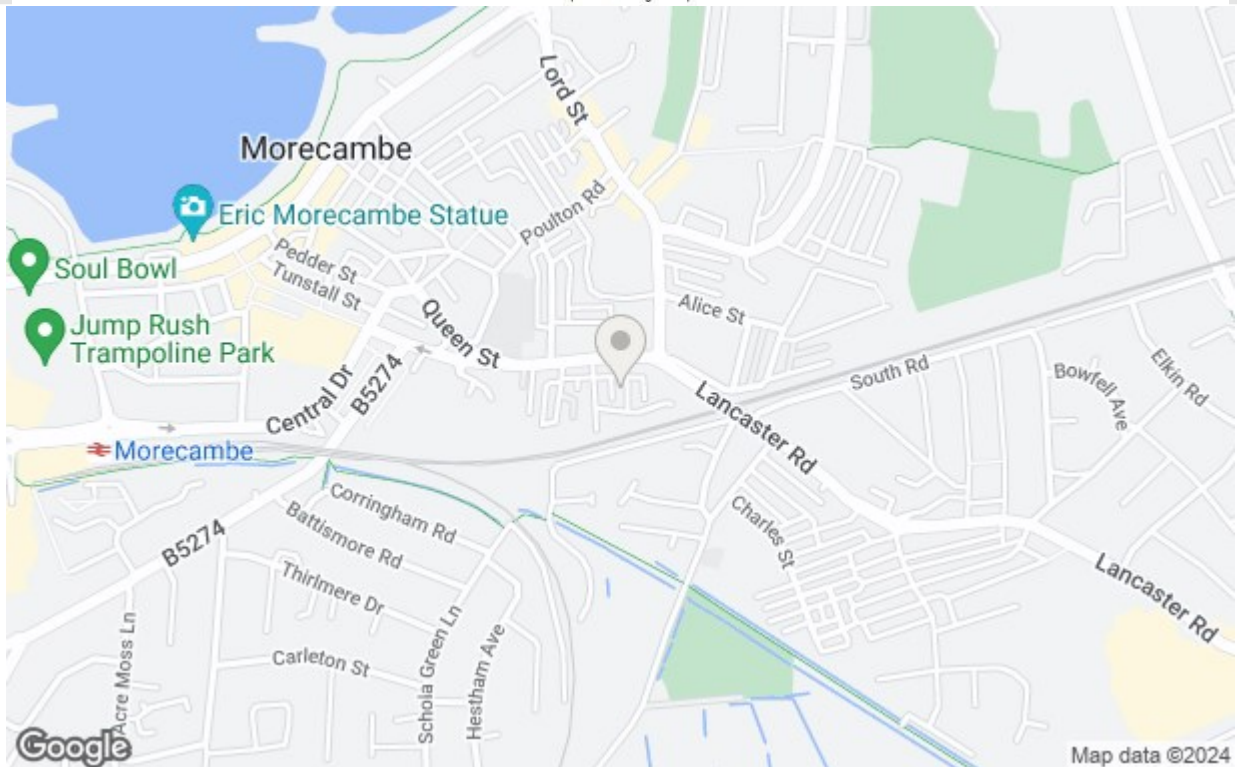 Lord St
Morecambe
Eric Morecambe Statue
Poulton Rd
Pedder St
Tunstall St
Soul Bowl
Alice St
Queen St
Jump Rush
Trampoline Park
Central Dr
B5274
South Rd
Bowfell Ave
Elkin Rd
Lancaster Rd
Morecambe
Corringham Rd
Battismore Rd
B5274
Charles St
Thirlmere Dr
Lancaster Rd
Acre Moss Ln
Carleton St
Schola Green Ln
Hestham Ave
Google
Map data ©2024